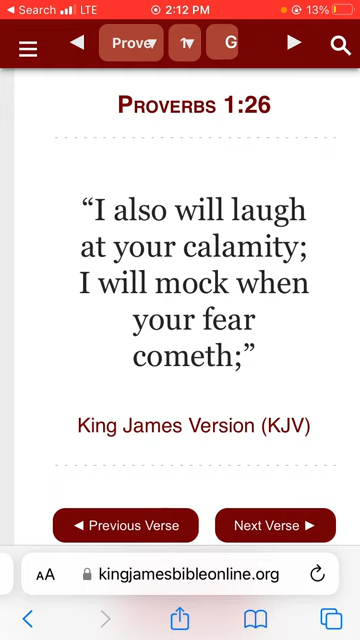 ◀ Search LTE 2:12 PM 13%
Prove 1 G
PROVERBS 1:26
“I also will laugh
at your calamity;
I will mock when
your fear
cometh;”
King James Version (KJV)
◀ Previous Verse Next Verse ▶
AA kingjamesbibleonline.org